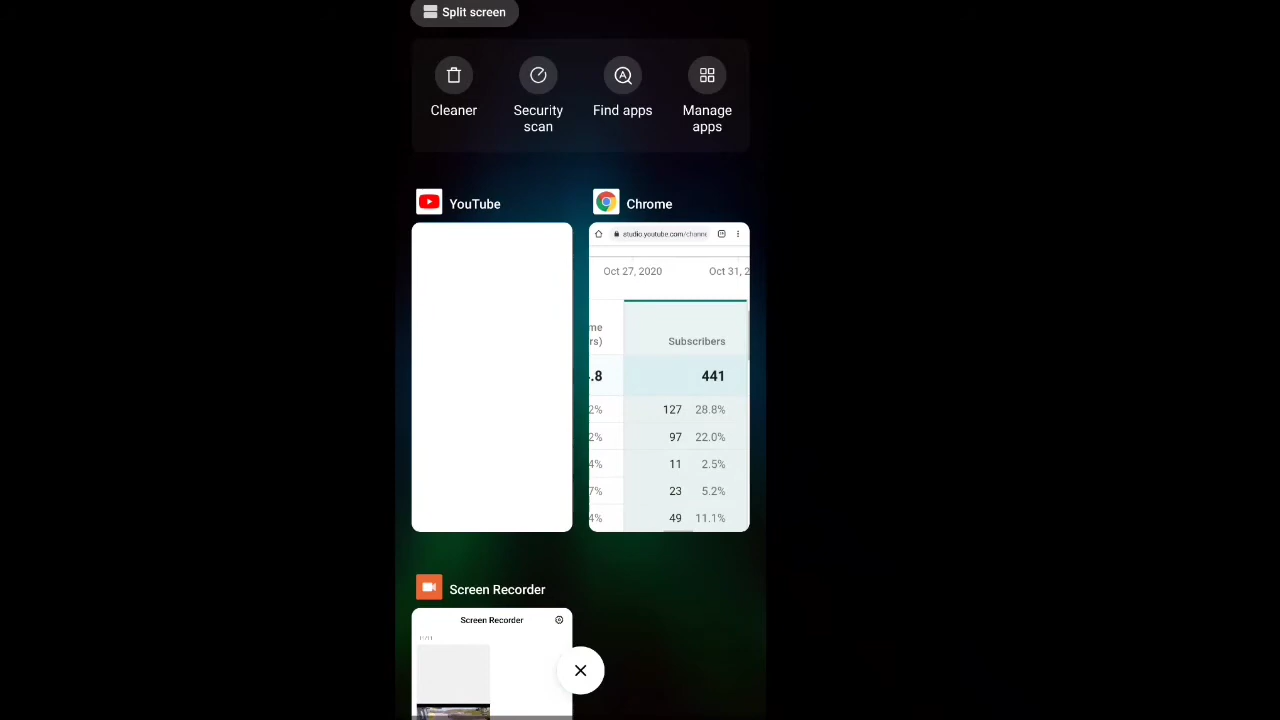 Split screen
Cleaner
Security
scan
Find apps
Manage
apps
YouTube
Chrome
studio.youtube.com/channe
Oct 27, 2020
Oct 31, 2
me
rs)
Subscribers
.8
441
2%
127 28.8%
2%
97 22.0%
4%
11 2.5%
7%
23 5.2%
4%
49 11.1%
Screen Recorder
Screen Recorder